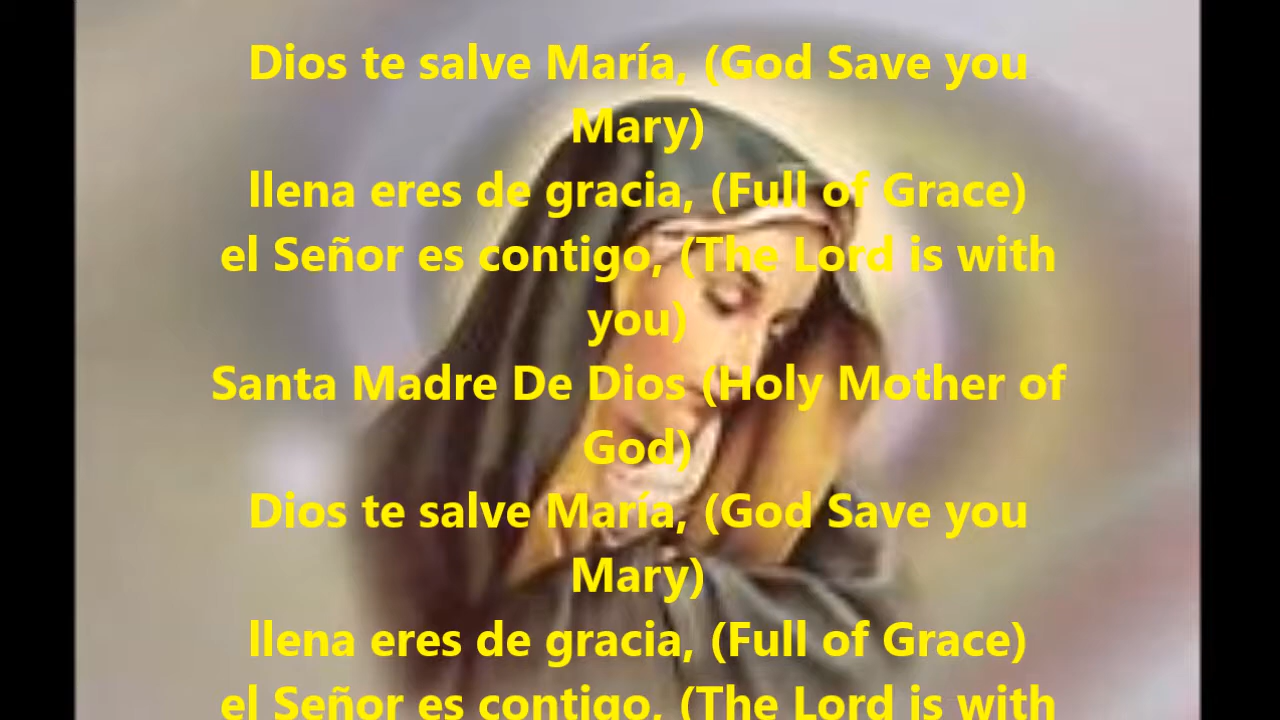 Dios te salve María, (God Save you
Mary)
llena eres de gracia, (Full of Grace)
el Señor es contigo, (The Lord is with
you)
Santa Madre De Dios (Holy Mother of
God)
Dios te salve María, (God Save you
Mary)
llena eres de gracia, (Full of Grace)
el Señor es contigo, (The Lord is with